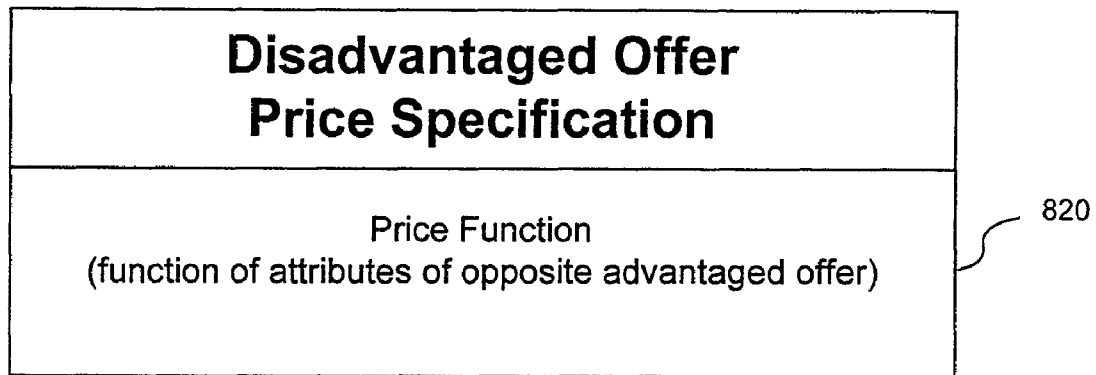 Disadvantaged Offer
Price Specification
Price Function
(function of attributes of opposite advantaged offer)
820